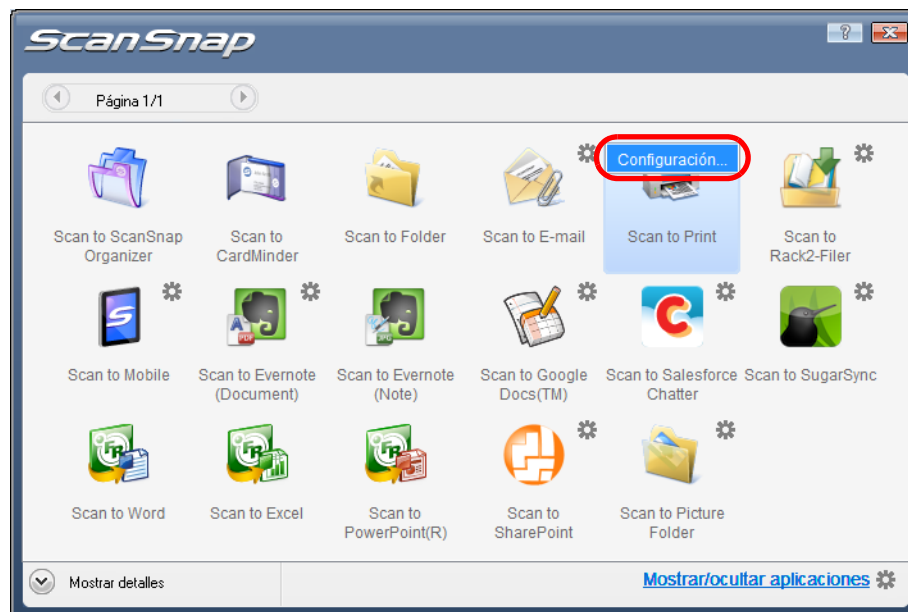 ScanSnap
?
Página 1/1
Configuración...
Scan to ScanSnap
Organizer
Scan to
CardMinder
Scan to Folder
Scan to E-mail
Scan to Print
Scan to
Rack2-Filer
Scan to Mobile
Scan to Evernote
(Document)
Scan to Evernote
(Note)
Scan to Google
Docs(TM)
Scan to Salesforce
Chatter
Scan to SugarSync
Scan to Word
Scan to Excel
Scan to
PowerPoint(R)
Scan to
SharePoint
Scan to Picture
Folder
Mostrar detalles
Mostrar/ocultar aplicaciones